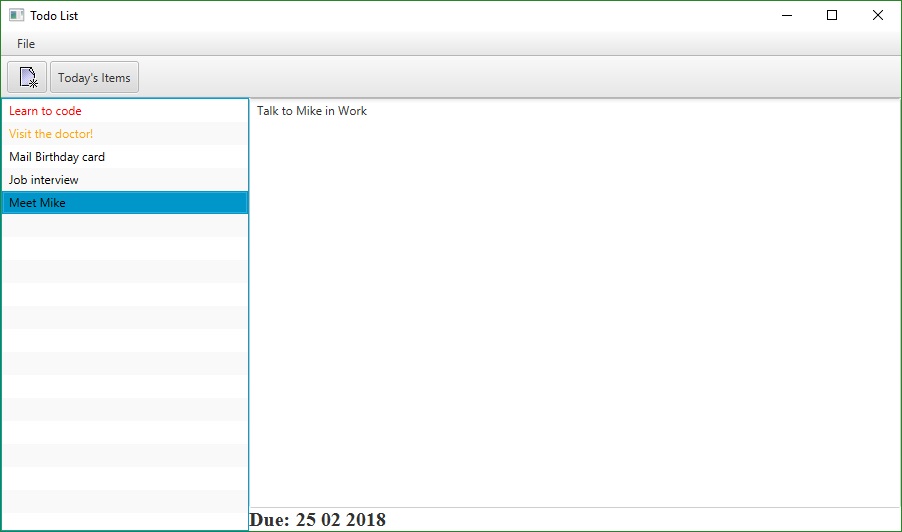 Todo List
File
Today's Items
Learn to code
Visit the doctor!
Mail Birthday card
Job interview
Meet Mike
Talk to Mike in Work
Due: 25 02 2018